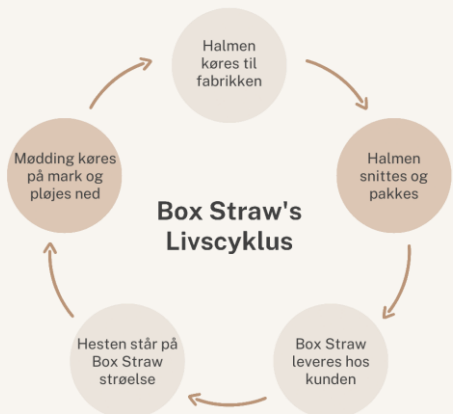 Halmen
køres til
fabrikken
Halmen
snittes og
pakkes
Box Straw
leveres hos
kunden
Hesten står på
Box Straw
strøelse
Mødding køres
på mark og
pløjes ned
Box Straw's
Livscyklus